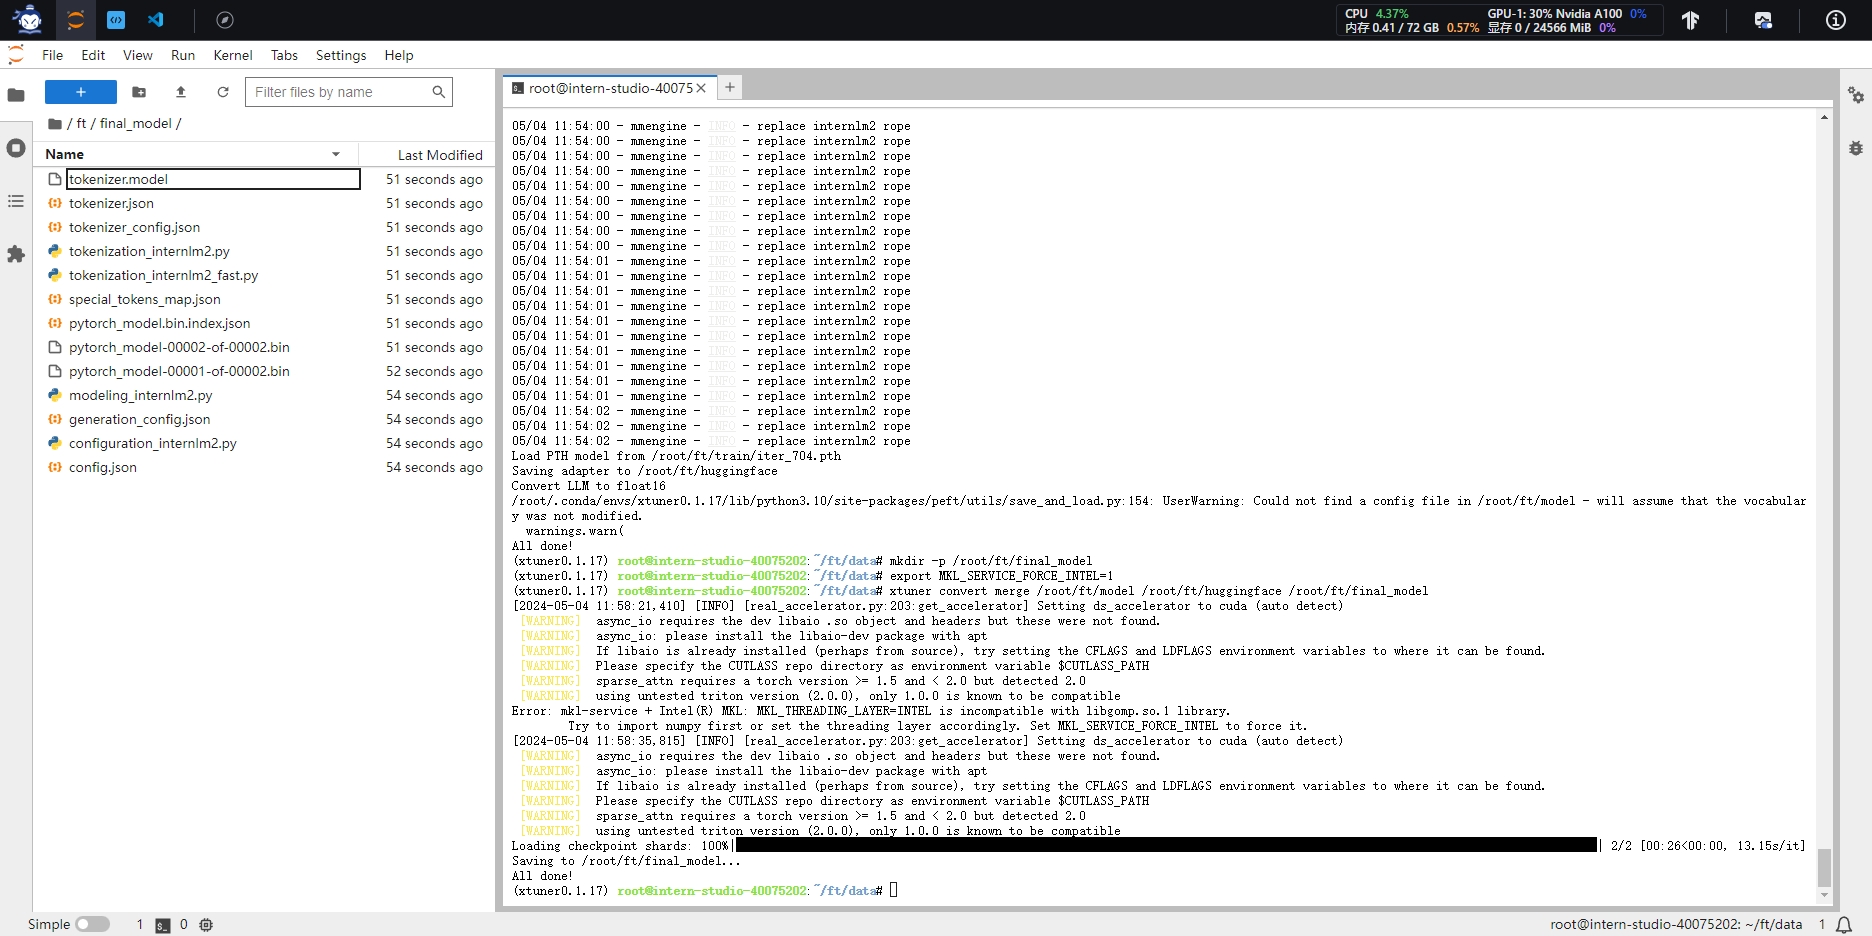 CPU 4.37%
GPU-1: 30% Nvidia A100 0%
内存 0.41 / 72 GB 0.57%
显存 0 / 24566 MiB 0%
File Edit View Run Kernel Tabs Settings Help
+
Filter files by name
/ ft / final_model /
Name Last Modified
tokenizer.model 51 seconds ago
tokenizer.json 51 seconds ago
tokenizer_config.json 51 seconds ago
tokenization_internlm2.py 51 seconds ago
tokenization_internlm2_fast.py 51 seconds ago
special_tokens_map.json 51 seconds ago
pytorch_model.bin.index.json 51 seconds ago
pytorch_model-00002-of-00002.bin 51 seconds ago
pytorch_model-00001-of-00002.bin 52 seconds ago
modeling_internlm2.py 54 seconds ago
generation_config.json 54 seconds ago
configuration_internlm2.py 54 seconds ago
config.json 54 seconds ago
root@intern-studio-40075
05/04 11:54:00 - mmengine - INFO - replace internlm2 rope
05/04 11:54:00 - mmengine - INFO - replace internlm2 rope
05/04 11:54:00 - mmengine - INFO - replace internlm2 rope
05/04 11:54:00 - mmengine - INFO - replace internlm2 rope
05/04 11:54:00 - mmengine - INFO - replace internlm2 rope
05/04 11:54:00 - mmengine - INFO - replace internlm2 rope
05/04 11:54:00 - mmengine - INFO - replace internlm2 rope
05/04 11:54:00 - mmengine - INFO - replace internlm2 rope
05/04 11:54:00 - mmengine - INFO - replace internlm2 rope
05/04 11:54:01 - mmengine - INFO - replace internlm2 rope
05/04 11:54:01 - mmengine - INFO - replace internlm2 rope
05/04 11:54:01 - mmengine - INFO - replace internlm2 rope
05/04 11:54:01 - mmengine - INFO - replace internlm2 rope
05/04 11:54:01 - mmengine - INFO - replace internlm2 rope
05/04 11:54:01 - mmengine - INFO - replace internlm2 rope
05/04 11:54:01 - mmengine - INFO - replace internlm2 rope
05/04 11:54:01 - mmengine - INFO - replace internlm2 rope
05/04 11:54:01 - mmengine - INFO - replace internlm2 rope
05/04 11:54:01 - mmengine - INFO - replace internlm2 rope
05/04 11:54:02 - mmengine - INFO - replace internlm2 rope
05/04 11:54:02 - mmengine - INFO - replace internlm2 rope
05/04 11:54:02 - mmengine - INFO - replace internlm2 rope
Load PTH model from /root/ft/train/iter_704.pth
Saving adapter to /root/ft/huggingface
Convert LLM to float16
/root/.conda/envs/xtuner0.1.17/lib/python3.10/site-packages/peft/utils/save_and_load.py:154: UserWarning: Could not find a config file in /root/ft/model - will assume that the vocabular
y was not modified.
warnings.warn(
All done!
(xtuner0.1.17) root@intern-studio-40075202:~/ft/data# mkdir -p /root/ft/final_model
(xtuner0.1.17) root@intern-studio-40075202:~/ft/data# export MKL_SERVICE_FORCE_INTEL=1
(xtuner0.1.17) root@intern-studio-40075202:~/ft/data# xtuner convert merge /root/ft/model /root/ft/huggingface /root/ft/final_model
[2024-05-04 11:58:21,410] [INFO] [real_accelerator.py:203:get_accelerator] Setting ds_accelerator to cuda (auto detect)
[WARNING] async_io requires the dev libaio .so object and headers but these were not found.
[WARNING] async_io: please install the libaio-dev package with apt
[WARNING] If libaio is already installed (perhaps from source), try setting the CFLAGS and LDFLAGS environment variables to where it can be found.
[WARNING] Please specify the CUTLASS repo directory as environment variable $CUTLASS_PATH
[WARNING] sparse_attn requires a torch version >= 1.5 and < 2.0 but detected 2.0
[WARNING] using untested triton version (2.0.0), only 1.0.0 is known to be compatible
Error: mkl-service + Intel(R) MKL: MKL_THREADING_LAYER=INTEL is incompatible with libgomp.so.1 library.
Try to import numpy first or set the threading layer accordingly. Set MKL_SERVICE_FORCE_INTEL to force it.
[2024-05-04 11:58:35,815] [INFO] [real_accelerator.py:203:get_accelerator] Setting ds_accelerator to cuda (auto detect)
[WARNING] async_io requires the dev libaio .so object and headers but these were not found.
[WARNING] async_io: please install the libaio-dev package with apt
[WARNING] If libaio is already installed (perhaps from source), try setting the CFLAGS and LDFLAGS environment variables to where it can be found.
[WARNING] Please specify the CUTLASS repo directory as environment variable $CUTLASS_PATH
[WARNING] sparse_attn requires a torch version >= 1.5 and < 2.0 but detected 2.0
[WARNING] using untested triton version (2.0.0), only 1.0.0 is known to be compatible
Loading checkpoint shards: 100%| | 2/2 [00:26<00:00, 13.15s/it]
Saving to /root/ft/final_model...
All done!
(xtuner0.1.17) root@intern-studio-40075202:~/ft/data#
Simple 1 0 root@intern-studio-40075202: ~/ft/data 1